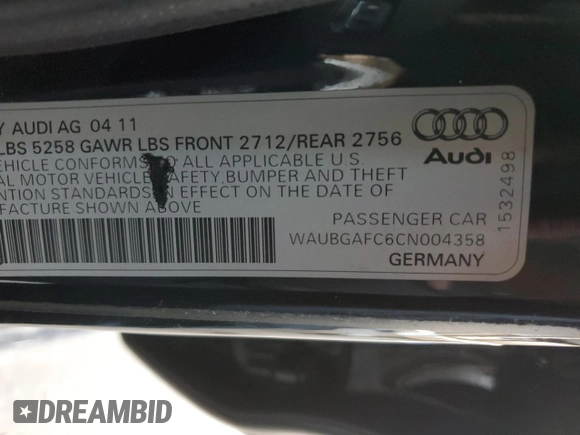 Y AUDI AG 04 11
LBS 5258 GAWR LBS FRONT 2712/REAR 2756
VEHICLE CONFORMS TO ALL APPLICABLE U.S.
AL MOTOR VEHICLE SAFETY, BUMPER AND THEFT
ENTION STANDARDS IN EFFECT ON THE DATE OF
FACTURE SHOWN ABOVE
Audi
1532498
PASSENGER CAR
WAUBGAFC6CN004358
GERMANY
DREAMBID